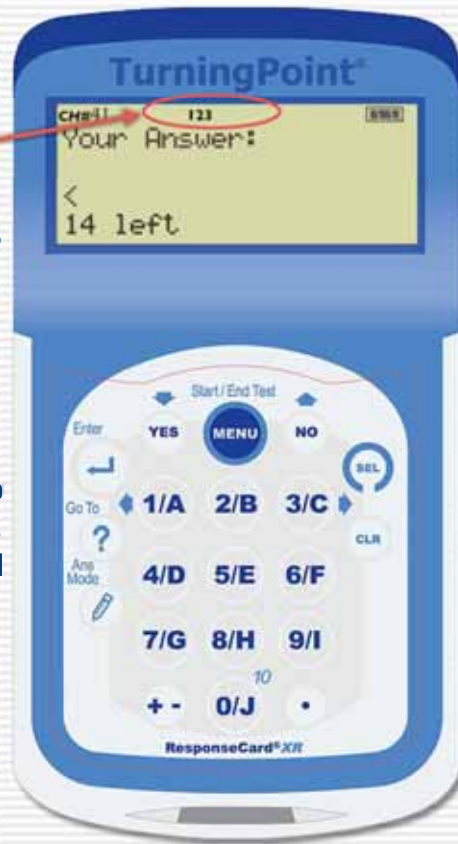 TurningPoint®
CH#41 123
Your Answer:
<
14 left
Start / End Test
Enter YES MENU NO
SEL
Go To 1/A 2/B 3/C
? CLR
Ans Mode 4/D 5/E 6/F
7/G 8/H 9/I
10
+ - 0/J .
ResponseCard® XR